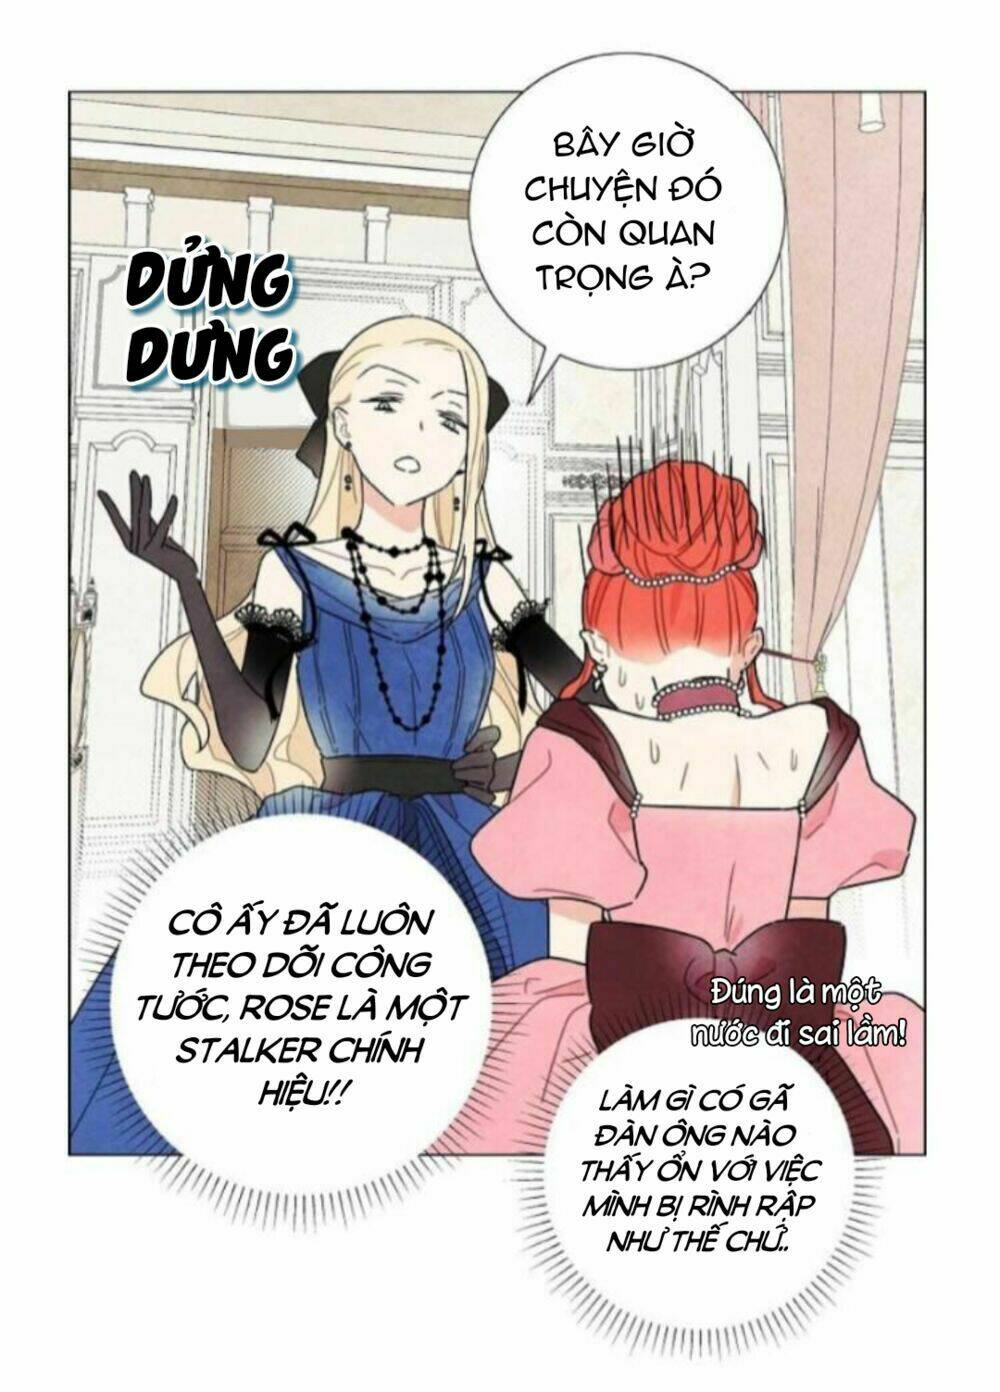 BÂY GIỜ
CHUYỆN ĐÓ
CÒN QUAN
TRỌNG À?
DỬNG
DƯNG
CÔ ẤY ĐÃ LUÔN
THEO DÕI CÔNG
TƯỚC, ROSE LÀ MỘT
STALKER CHÍNH
HIỆU!!
Đúng là một
nước đi sai lầm!
LÀM GÌ CÓ GÃ
ĐÀN ÔNG NÀO
THẤY ỔN VỚI VIỆC
MÌNH BỊ RÌNH RẬP
NHƯ THẾ CHỨ..